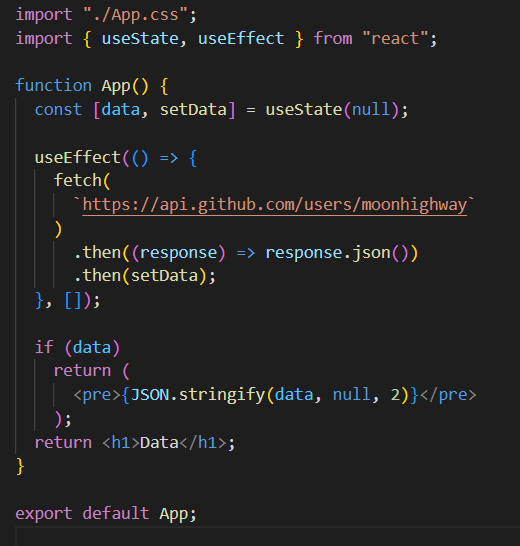 import "./App.css";
import { useState, useEffect } from "react";
function App() {
const [data, setData] = useState(null);
useEffect(() => {
fetch(
`https://api.github.com/users/moonhighway`
)
.then((response) => response.json())
.then(setData);
}, []);
if (data)
return (
<pre>{JSON.stringify(data, null, 2)}</pre>
);
return <h1>Data</h1>;
}
export default App;